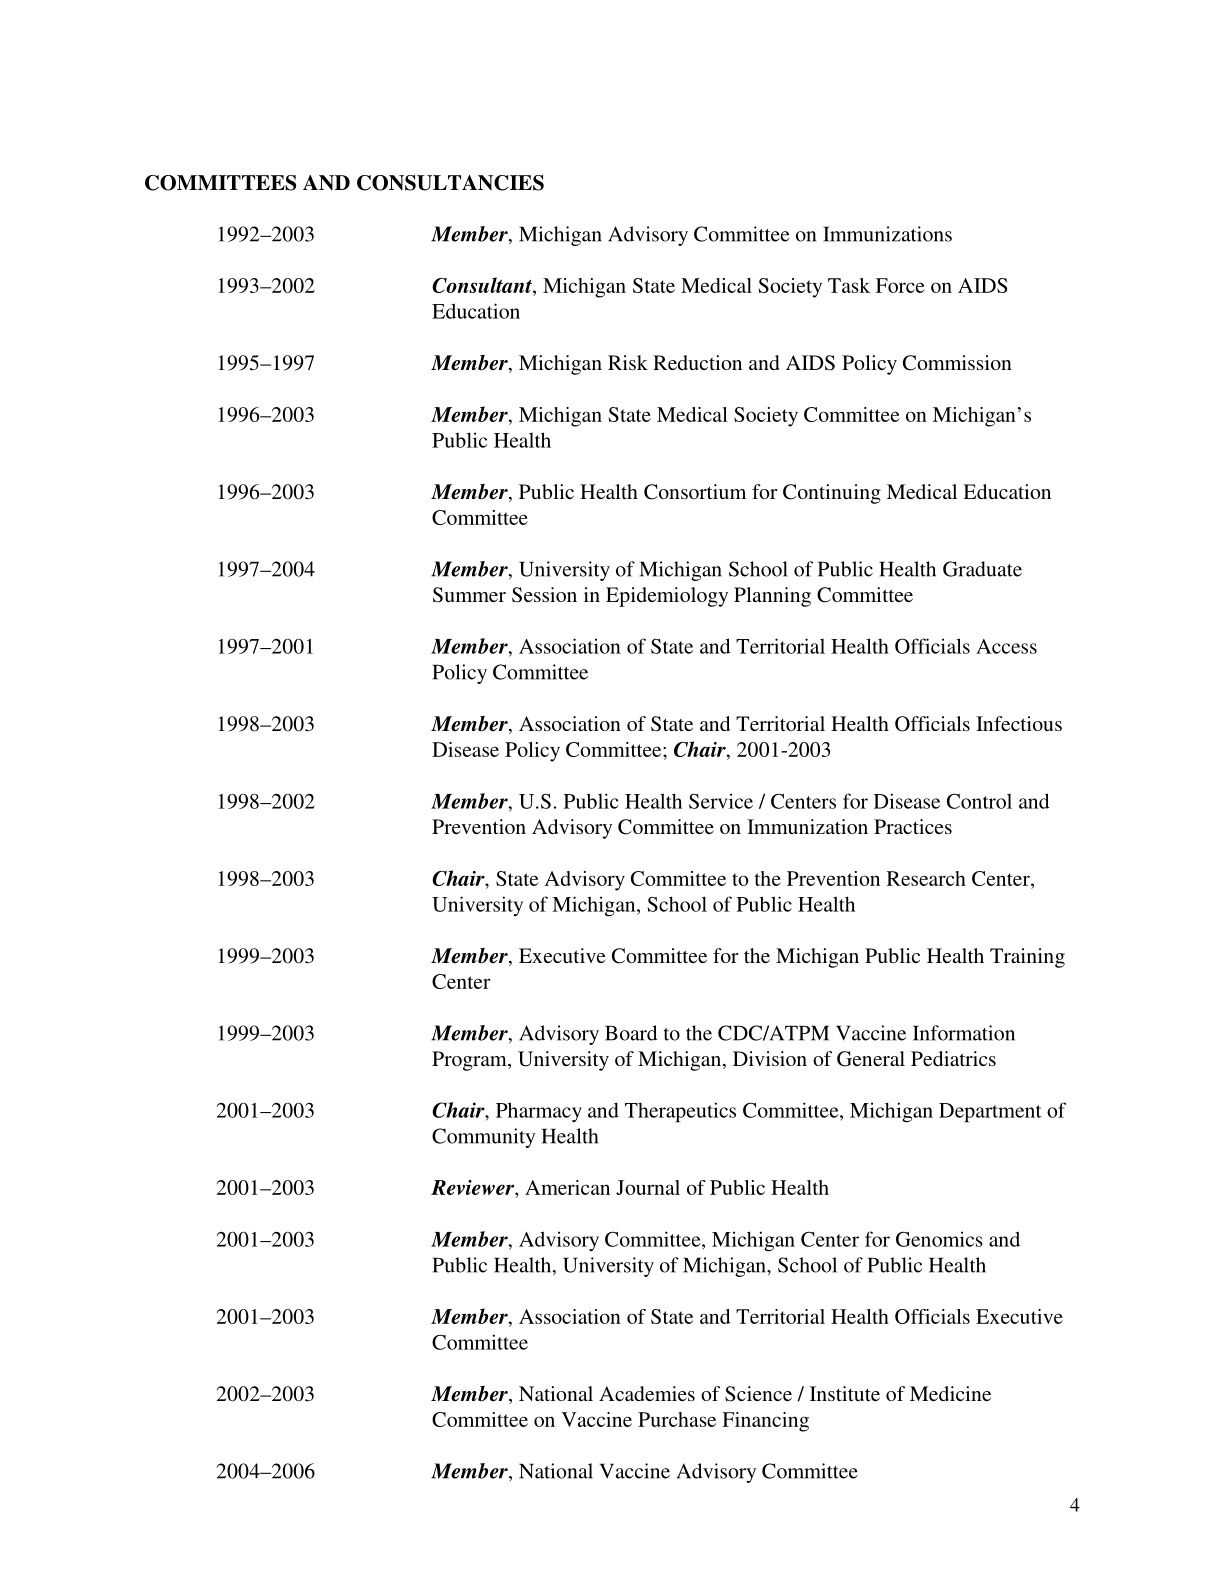 COMMITTEES AND CONSULTANCIES
1992–2003 Member, Michigan Advisory Committee on Immunizations
1993–2002 Consultant, Michigan State Medical Society Task Force on AIDS
Education
1995–1997 Member, Michigan Risk Reduction and AIDS Policy Commission
1996–2003 Member, Michigan State Medical Society Committee on Michigan’s
Public Health
1996–2003 Member, Public Health Consortium for Continuing Medical Education
Committee
1997–2004 Member, University of Michigan School of Public Health Graduate
Summer Session in Epidemiology Planning Committee
1997–2001 Member, Association of State and Territorial Health Officials Access
Policy Committee
1998–2003 Member, Association of State and Territorial Health Officials Infectious
Disease Policy Committee; Chair, 2001-2003
1998–2002 Member, U.S. Public Health Service / Centers for Disease Control and
Prevention Advisory Committee on Immunization Practices
1998–2003 Chair, State Advisory Committee to the Prevention Research Center,
University of Michigan, School of Public Health
1999–2003 Member, Executive Committee for the Michigan Public Health Training
Center
1999–2003 Member, Advisory Board to the CDC/ATPM Vaccine Information
Program, University of Michigan, Division of General Pediatrics
2001–2003 Chair, Pharmacy and Therapeutics Committee, Michigan Department of
Community Health
2001–2003 Reviewer, American Journal of Public Health
2001–2003 Member, Advisory Committee, Michigan Center for Genomics and
Public Health, University of Michigan, School of Public Health
2001–2003 Member, Association of State and Territorial Health Officials Executive
Committee
2002–2003 Member, National Academies of Science / Institute of Medicine
Committee on Vaccine Purchase Financing
2004–2006 Member, National Vaccine Advisory Committee
4